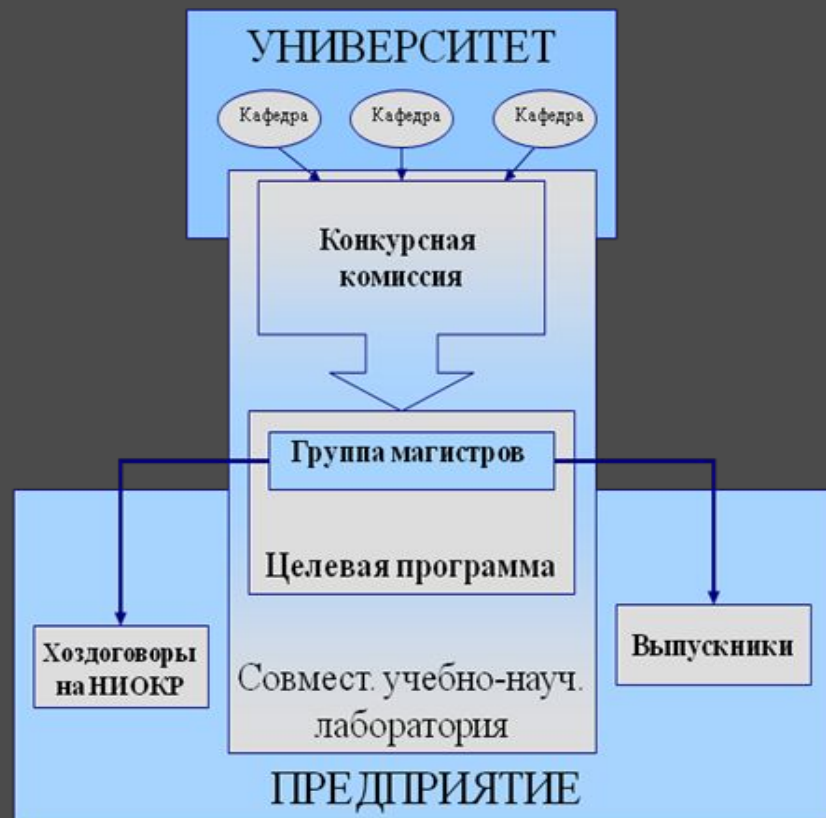 УНИВЕРСИТЕТ
Кафедра Кафедра Кафедра
Конкурсная
комиссия
Группа магистров
Целевая программа
Хоздоговоры
на НИОКР
Выпускники
Совмест. учебно-науч.
лаборатория
ПРЕДПРИЯТИЕ